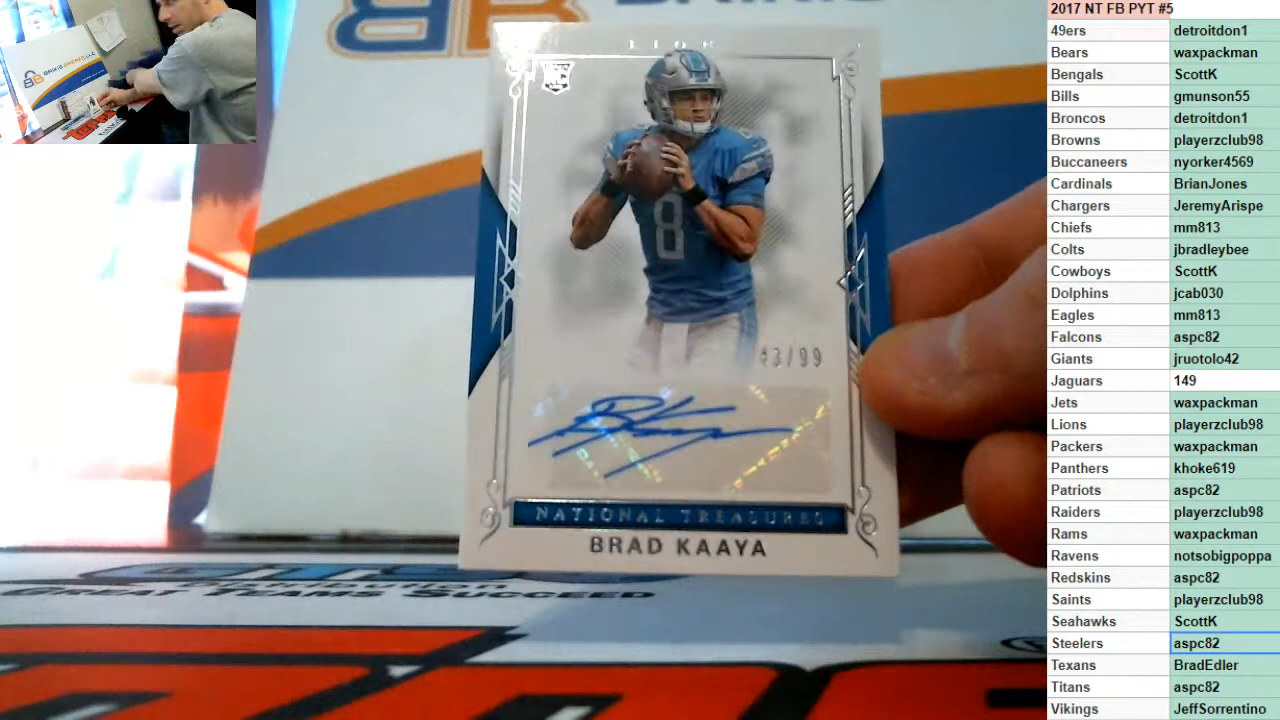 2017 NT FB PYT #5
49ers detroitdon1
Bears waxpackman
Bengals ScottK
Bills gmunson55
Broncos detroitdon1
Browns playerzclub98
Buccaneers nyorker4569
Cardinals BrianJones
Chargers JeremyArispe
Chiefs mm813
Colts jbradleybee
Cowboys ScottK
Dolphins jcab030
Eagles mm813
Falcons aspc82
Giants jruotolo42
Jaguars 149
Jets waxpackman
Lions playerzclub98
Packers waxpackman
Panthers khoke619
Patriots aspc82
Raiders playerzclub98
Rams waxpackman
Ravens notsobigpoppa
Redskins aspc82
Saints playerzclub98
Seahawks ScottK
Steelers aspc82
Texans BradEdler
Titans aspc82
Vikings JeffSorrentino
RC
8
43/99
NATIONAL TREASURES
BRAD KAAYA
GREAT TEAMS SUCCEED